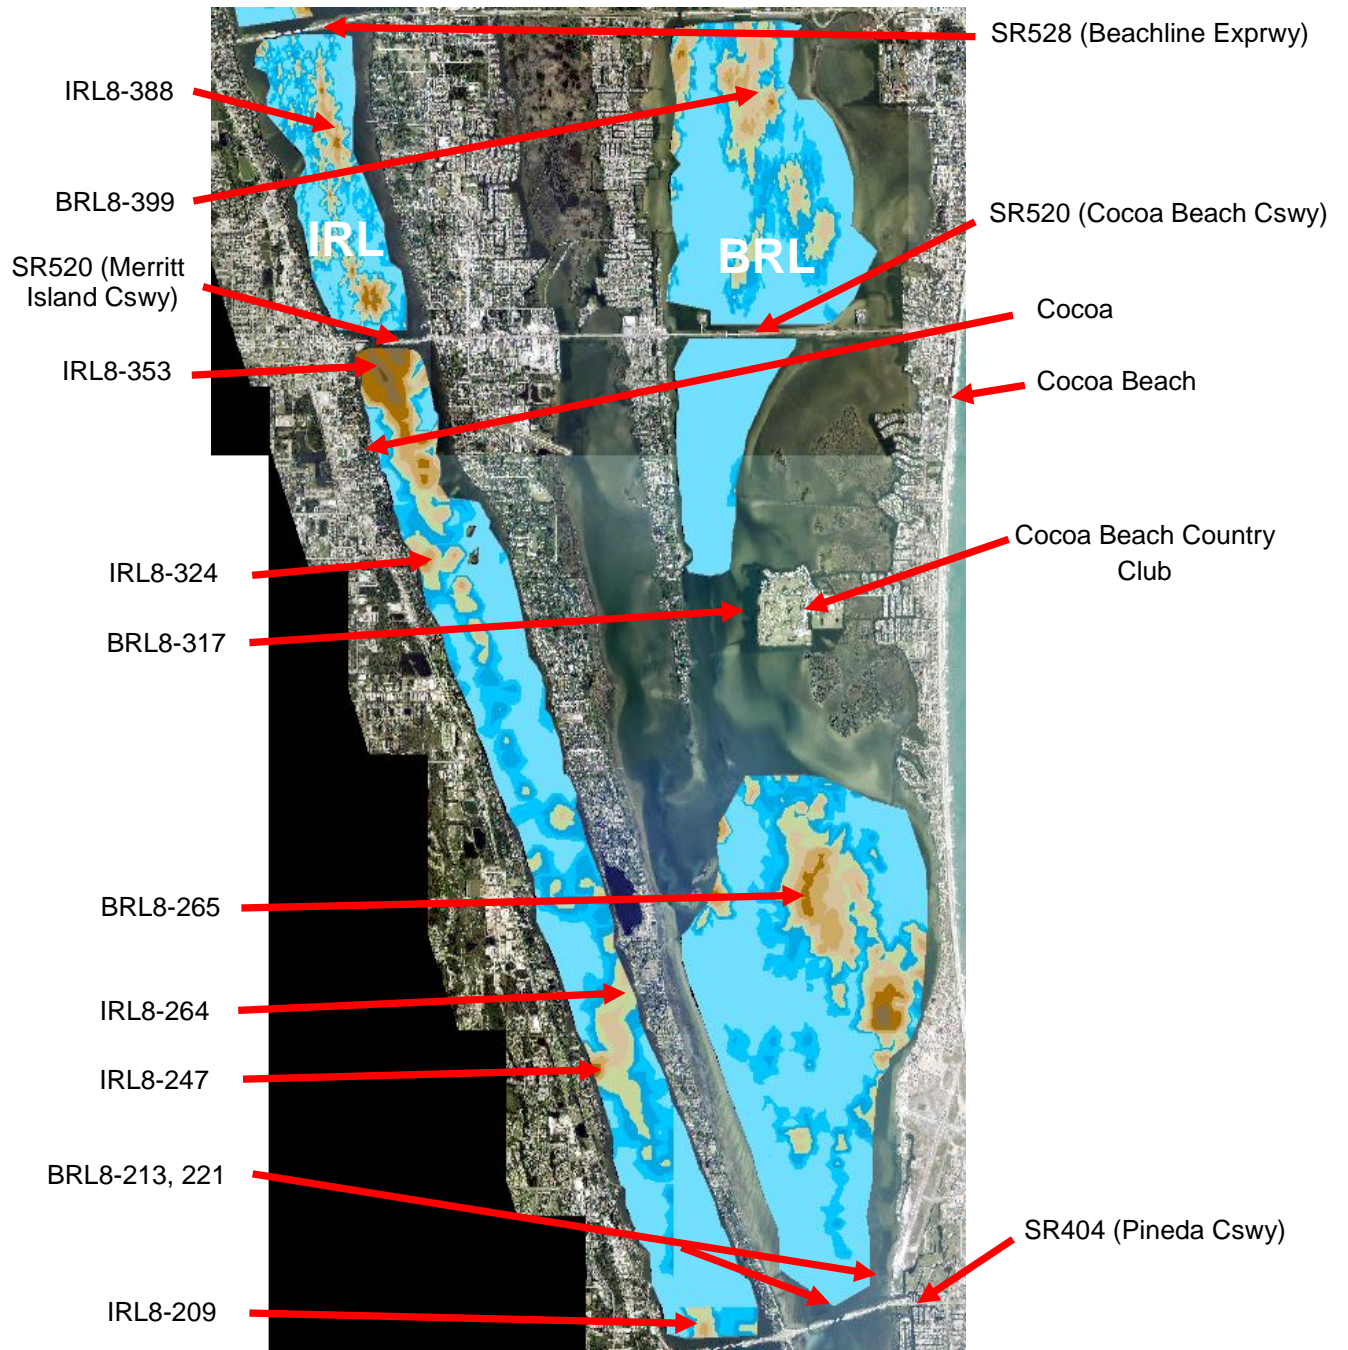 SR528 (Beachline Exprwy)
IRL8-388
BRL8-399
SR520 (Cocoa Beach Cswy)
IRL
BRL
SR520 (Merritt
Island Cswy)
Cocoa
IRL8-353
Cocoa Beach
Cocoa Beach Country
Club
IRL8-324
BRL8-317
BRL8-265
IRL8-264
IRL8-247
BRL8-213, 221
SR404 (Pineda Cswy)
IRL8-209